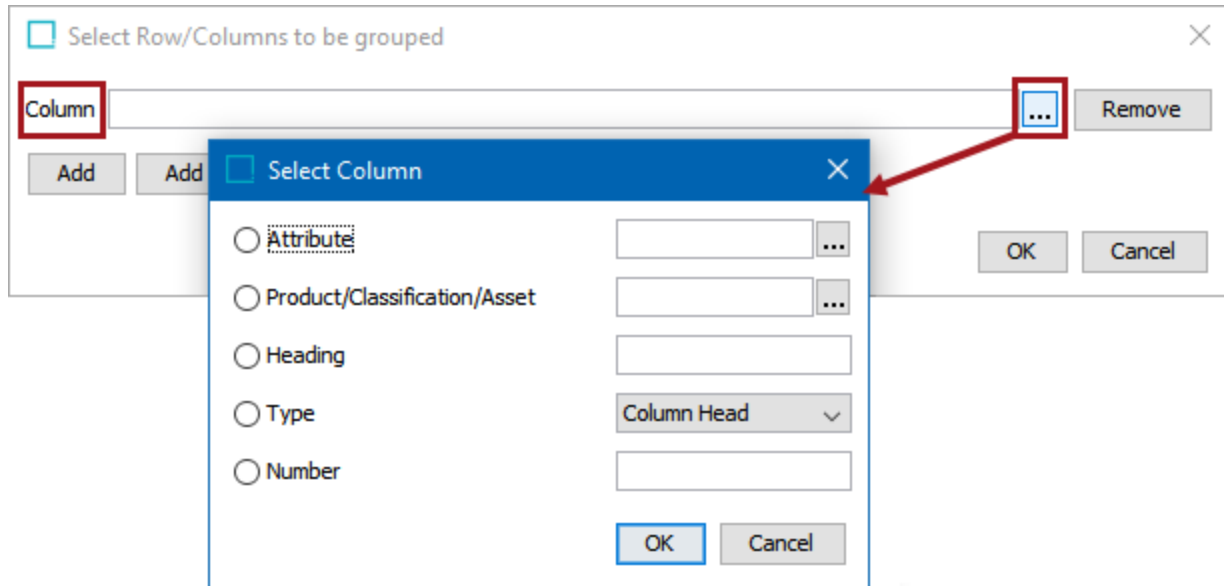 Select Row/Columns to be grouped
Column ... Remove
Add Add
Select Column
Attribute ...
Product/Classification/Asset ...
Heading
Type Column Head
Number
OK Cancel
OK Cancel